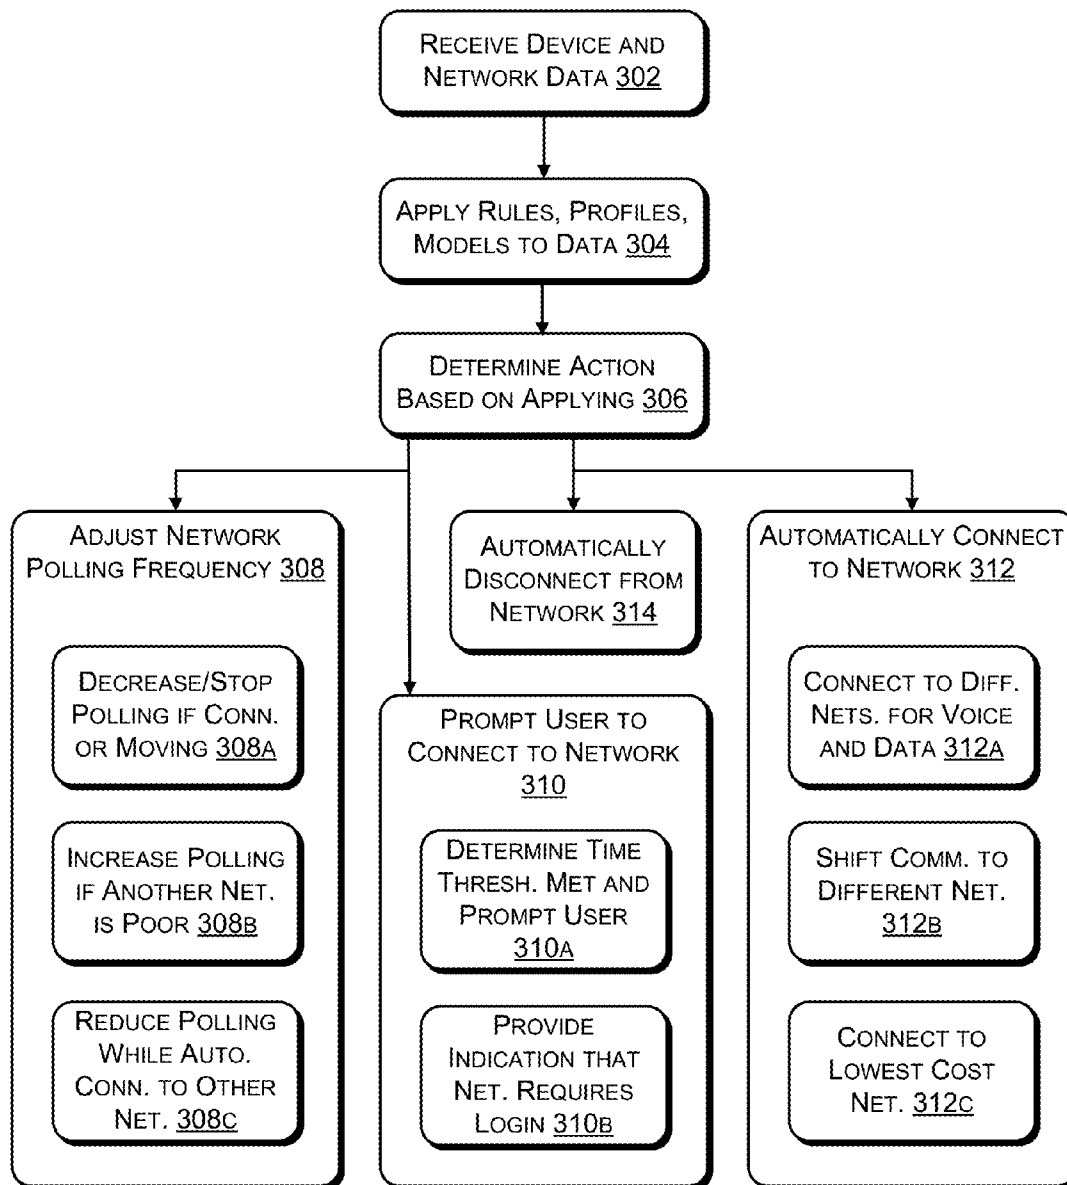 RECEIVE DEVICE AND
NETWORK DATA 302
APPLY RULES, PROFILES,
MODELS TO DATA 304
DETERMINE ACTION
BASED ON APPLYING 306
ADJUST NETWORK
POLLING FREQUENCY 308
DECREASE/STOP
POLLING IF CONN.
OR MOVING 308A
INCREASE POLLING
IF ANOTHER NET.
IS POOR 308B
REDUCE POLLING
WHILE AUTO.
CONN. TO OTHER
NET. 308C
PROMPT USER TO
CONNECT TO NETWORK
310
DETERMINE TIME
THRESH. MET AND
PROMPT USER
310A
PROVIDE
INDICATION THAT
NET. REQUIRES
LOGIN 310B
AUTOMATICALLY
DISCONNECT FROM
NETWORK 314
AUTOMATICALLY CONNECT
TO NETWORK 312
CONNECT TO DIFF.
NETS. FOR VOICE
AND DATA 312A
SHIFT COMM. TO
DIFFERENT NET.
312B
CONNECT TO
LOWEST COST
NET. 312C